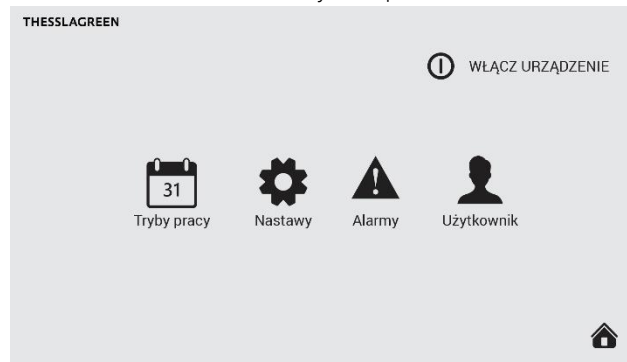 THESSLAGREEN
WŁĄCZ URZĄDZENIE
31
Tryby pracy
Nastawy
Alarmy
Użytkownik